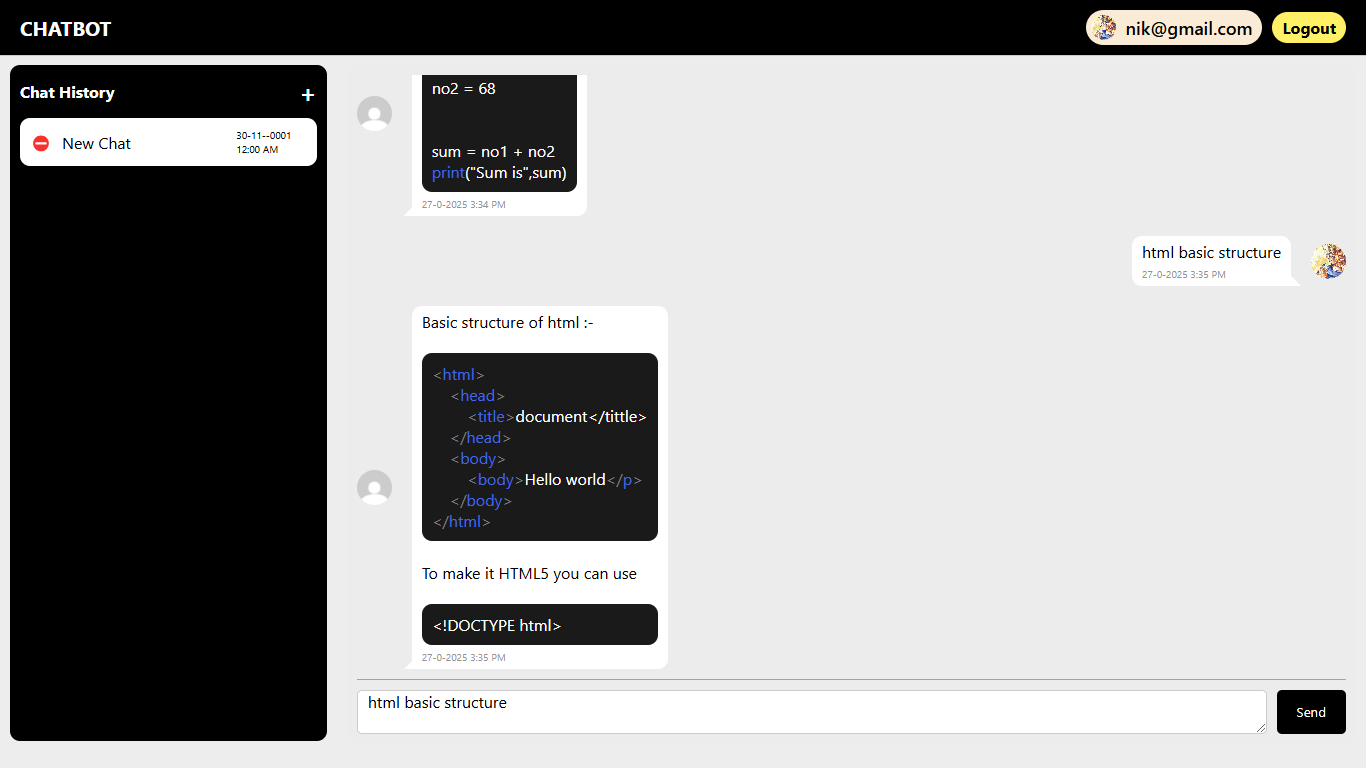 CHATBOT
nik@gmail.com
Logout
Chat History
+
New Chat
30-11--0001
12:00 AM
no2 = 68
sum = no1 + no2
print("Sum is",sum)
27-0-2025 3:34 PM
html basic structure
27-0-2025 3:35 PM
Basic structure of html :-
<html>
<head>
<title>document</tittle>
</head>
<body>
<body>Hello world</p>
</body>
</html>
To make it HTML5 you can use
<!DOCTYPE html>
27-0-2025 3:35 PM
html basic structure
Send